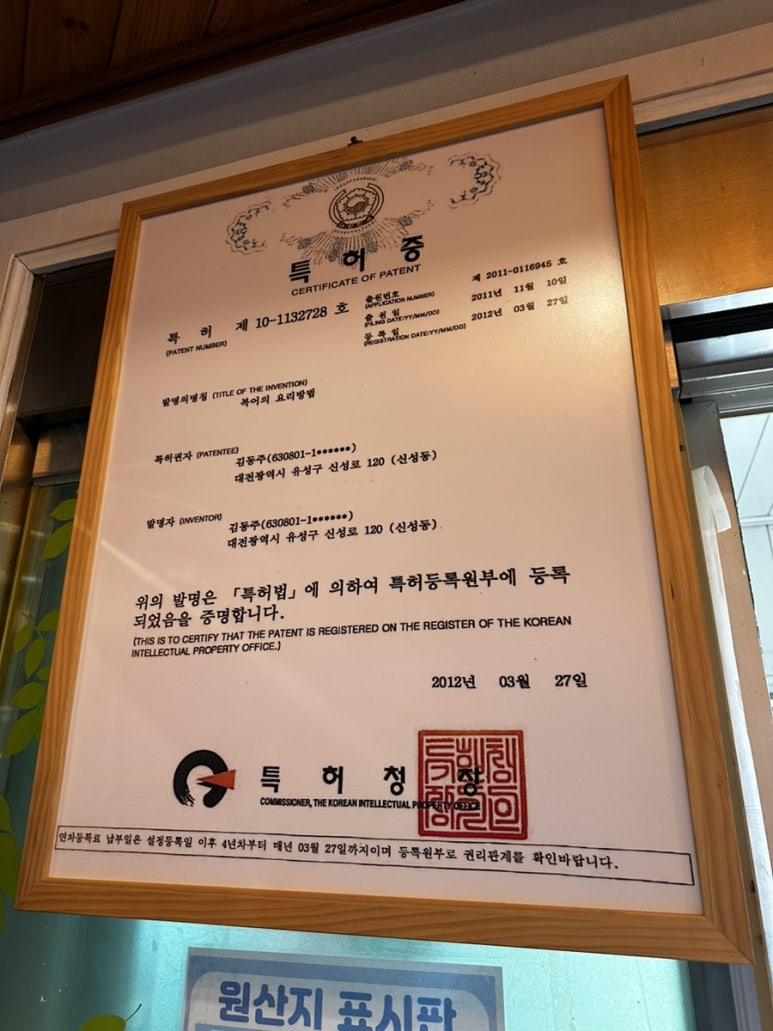 특허증
CERTIFICATE OF PATENT
특 허 제 10-1132728 호
(PATENT NUMBER)
출원번호 제 2011-0116945 호
(APPLICATION NUMBER)
출 원 일 2011년 11월 10일
(FILING DATE:YY/MM/DD)
등 록 일 2012년 03월 27일
(REGISTRATION DATE:YY/MM/DD)
발명의명칭 (TITLE OF THE INVENTION)
복어의 요리방법
특허권자 (PATENTEE) 김동주(630801-1******)
대전광역시 유성구 신성로 120 (신성동)
발명자 (INVENTOR) 김동주(630801-1******)
대전광역시 유성구 신성로 120 (신성동)
위의 발명은 「특허법」에 의하여 특허등록원부에 등록
되었음을 증명합니다.
(THIS IS TO CERTIFY THAT THE PATENT IS REGISTERED ON THE REGISTER OF THE KOREAN
INTELLECTUAL PROPERTY OFFICE.)
2012년 03월 27일
특 허 청 장
COMMISSIONER, THE KOREAN INTELLECTUAL PROPERTY OFFICE
연차등록료 납부일은 설정등록일 이후 4년차부터 매년 03월 27일까지이며 등록원부로 권리관계를 확인바랍니다.
원산지 표시판